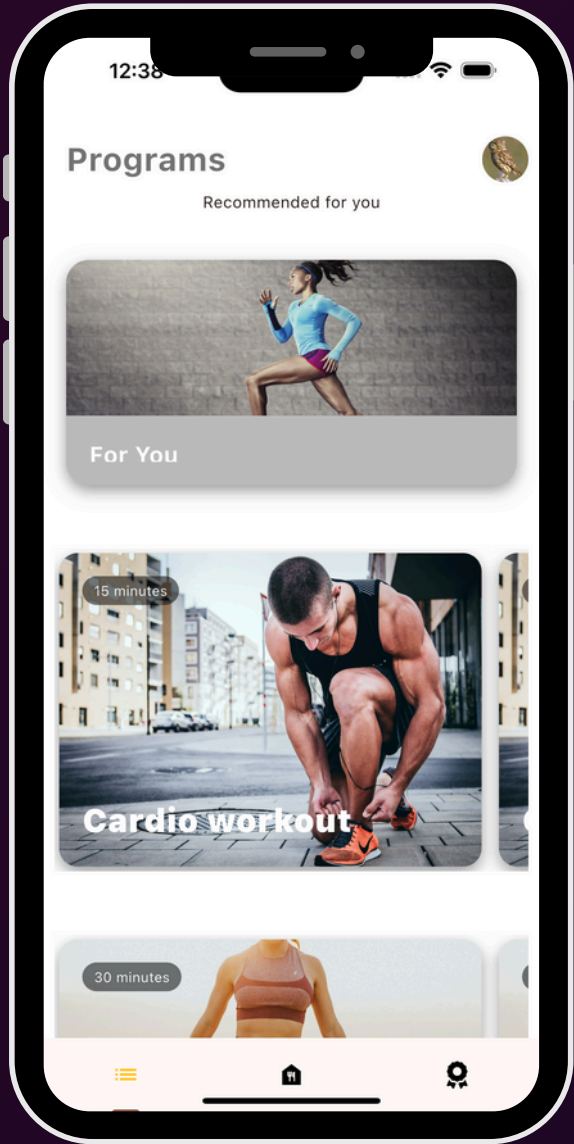 12:38
Programs
Recommended for you
For You
15 minutes
Cardio workout
30 minutes